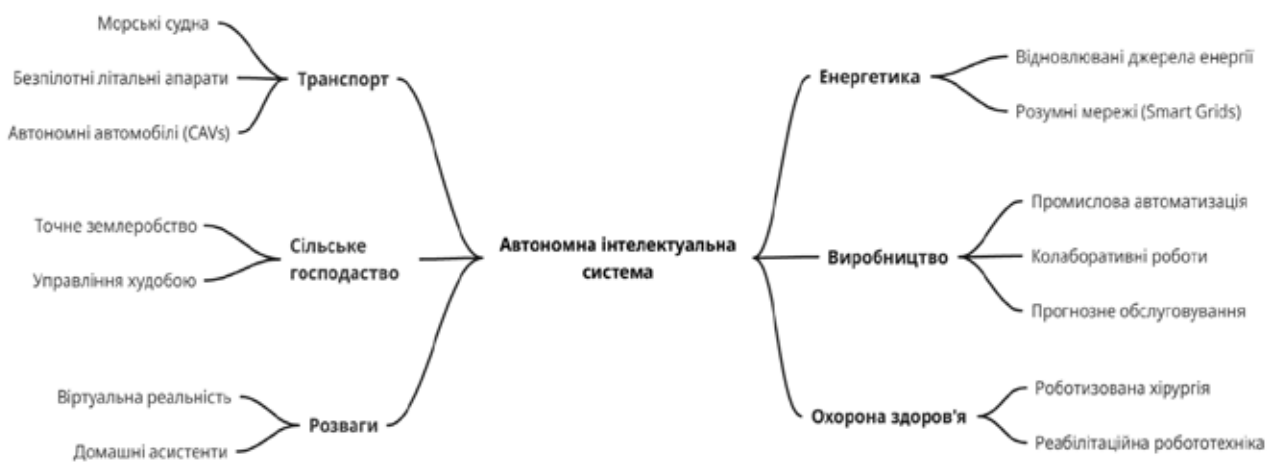 Морські судна
Безпілотні літальні апарати
Автономні автомобілі (CAVs)
Транспорт
Точне землеробство
Управління худобою
Сільське
господаство
Віртуальна реальність
Домашні асистенти
Розваги
Автономна інтелектуальна
система
Енергетика
Відновлювані джерела енергії
Розумні мережі (Smart Grids)
Виробництво
Промислова автоматизація
Колаборативні роботи
Прогнозне обслуговування
Охорона здоров'я
Роботизована хірургія
Реабілітаційна робототехніка